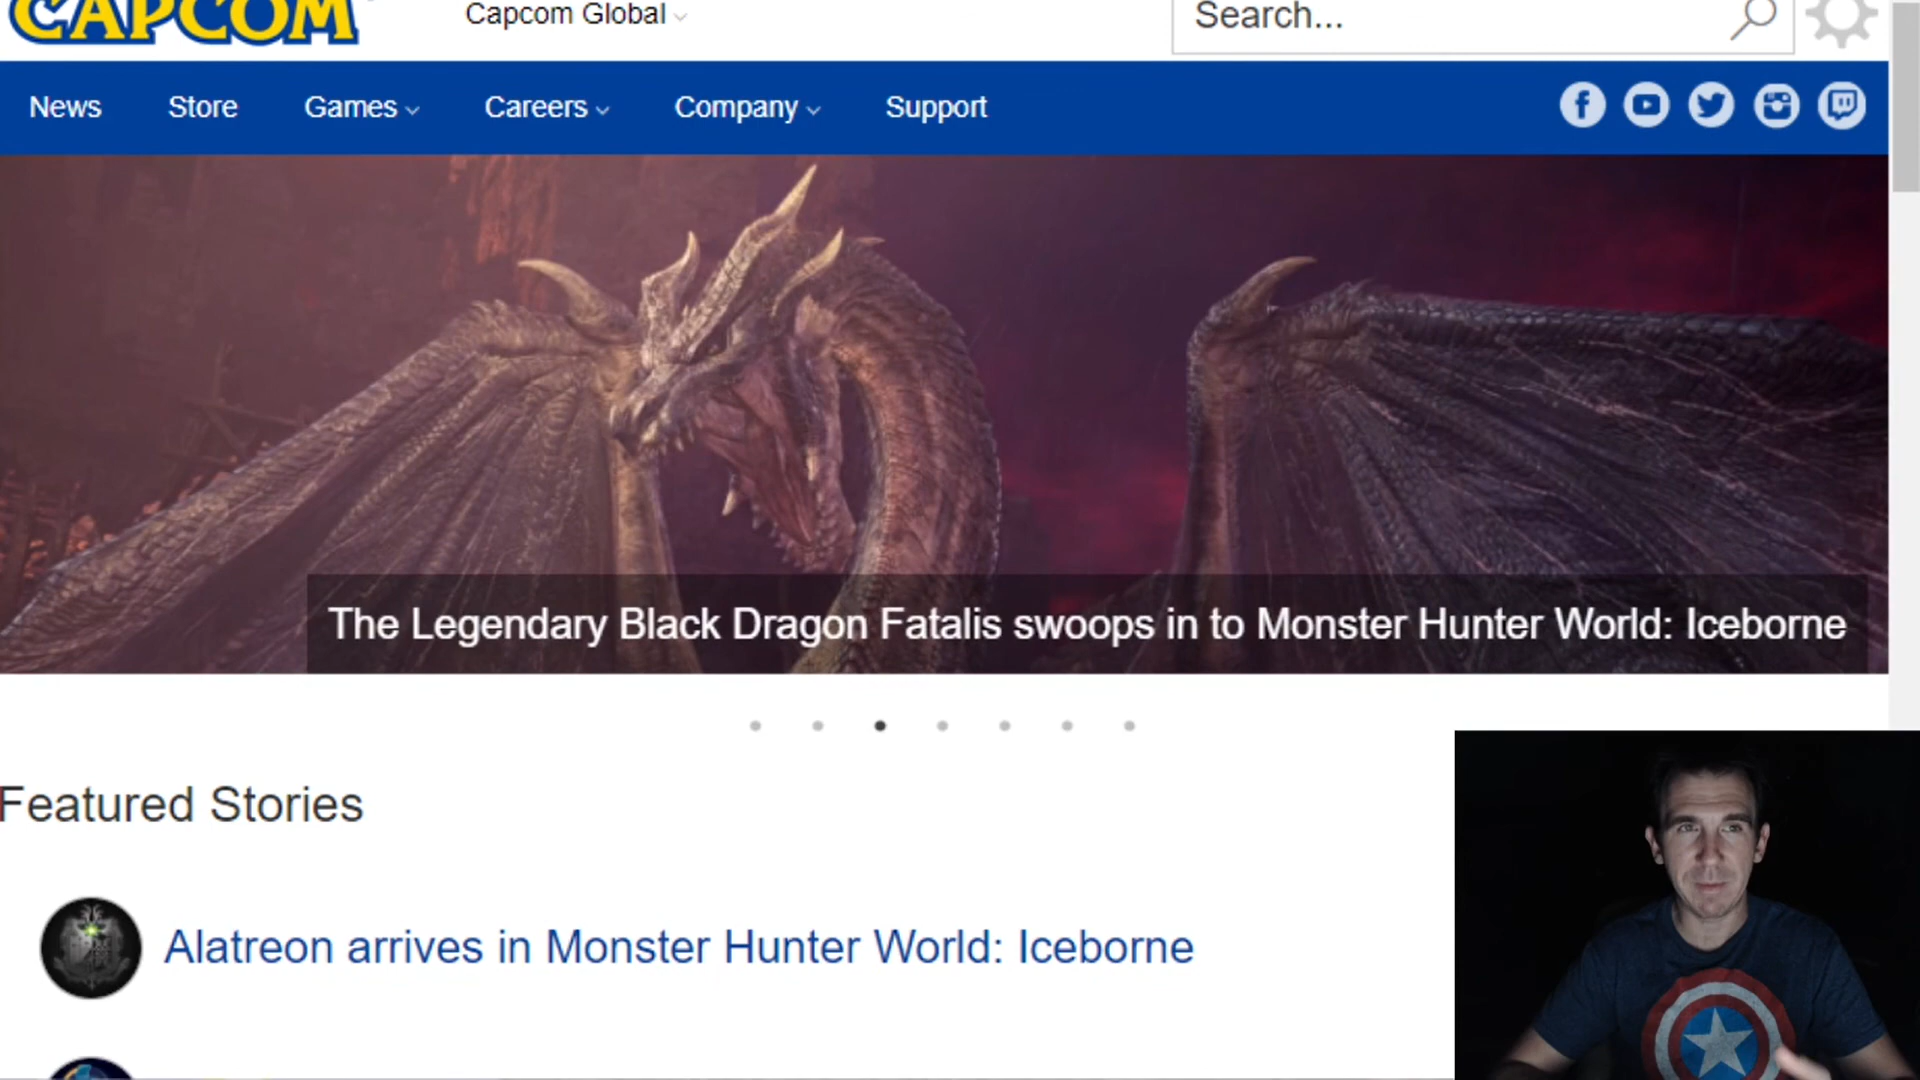 CAPCOM
Capcom Global
Search...
News Store Games Careers Company Support
The Legendary Black Dragon Fatalis swoops in to Monster Hunter World: Iceborne
Featured Stories
Alatreon arrives in Monster Hunter World: Iceborne